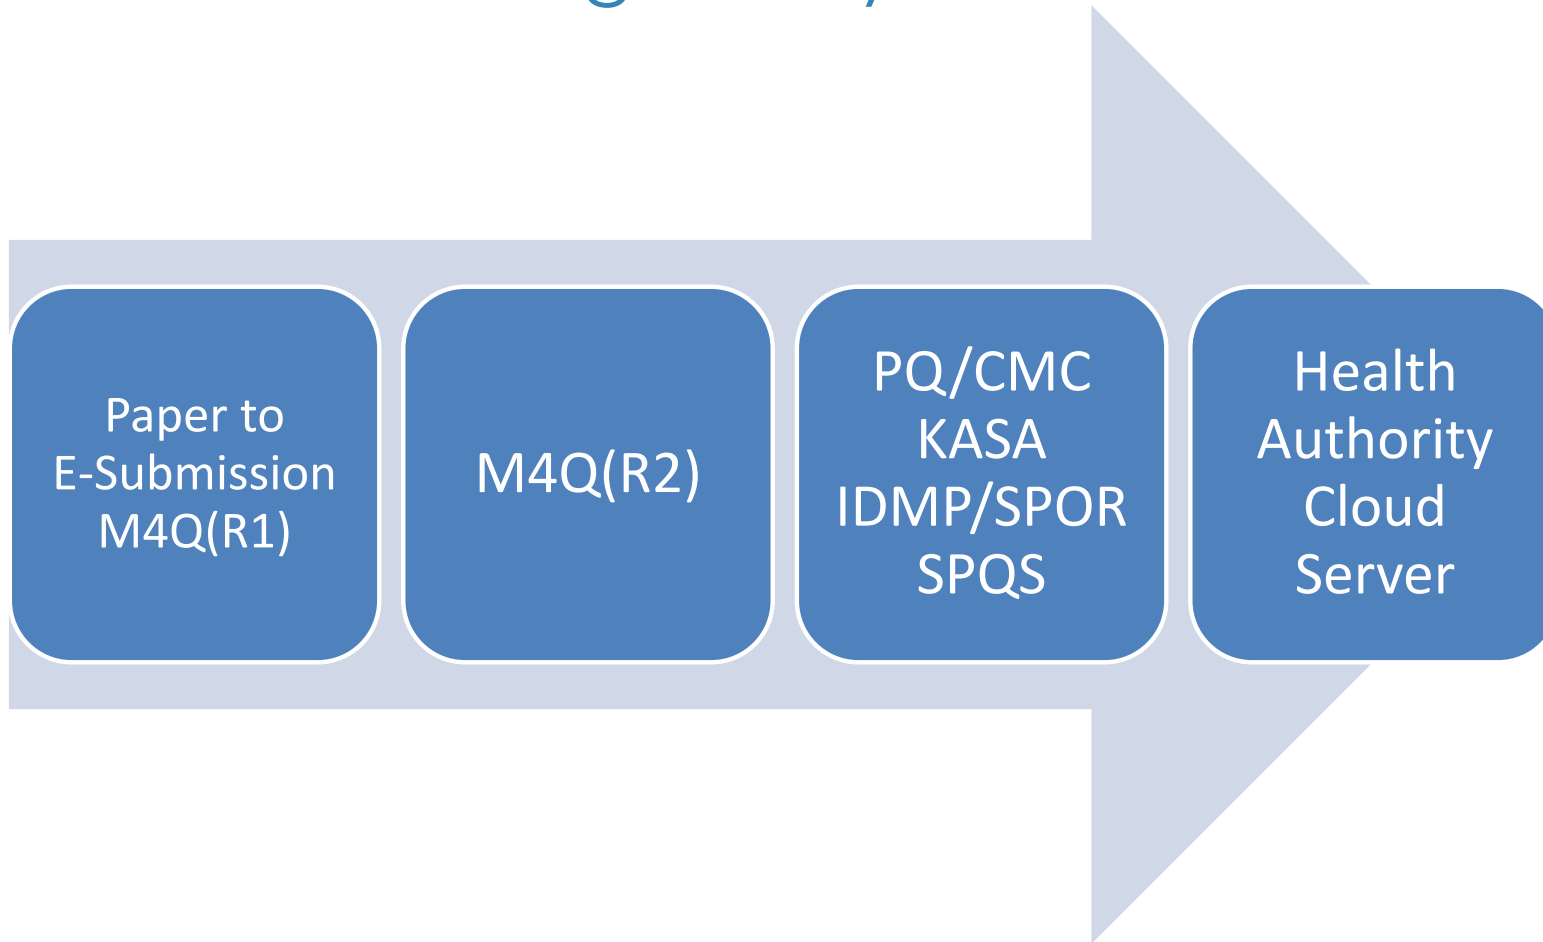 Paper to
E-Submission
M4Q(R1)
M4Q(R2)
PQ/CMC
KASA
IDMP/SPOR
SPQS
Health
Authority
Cloud
Server